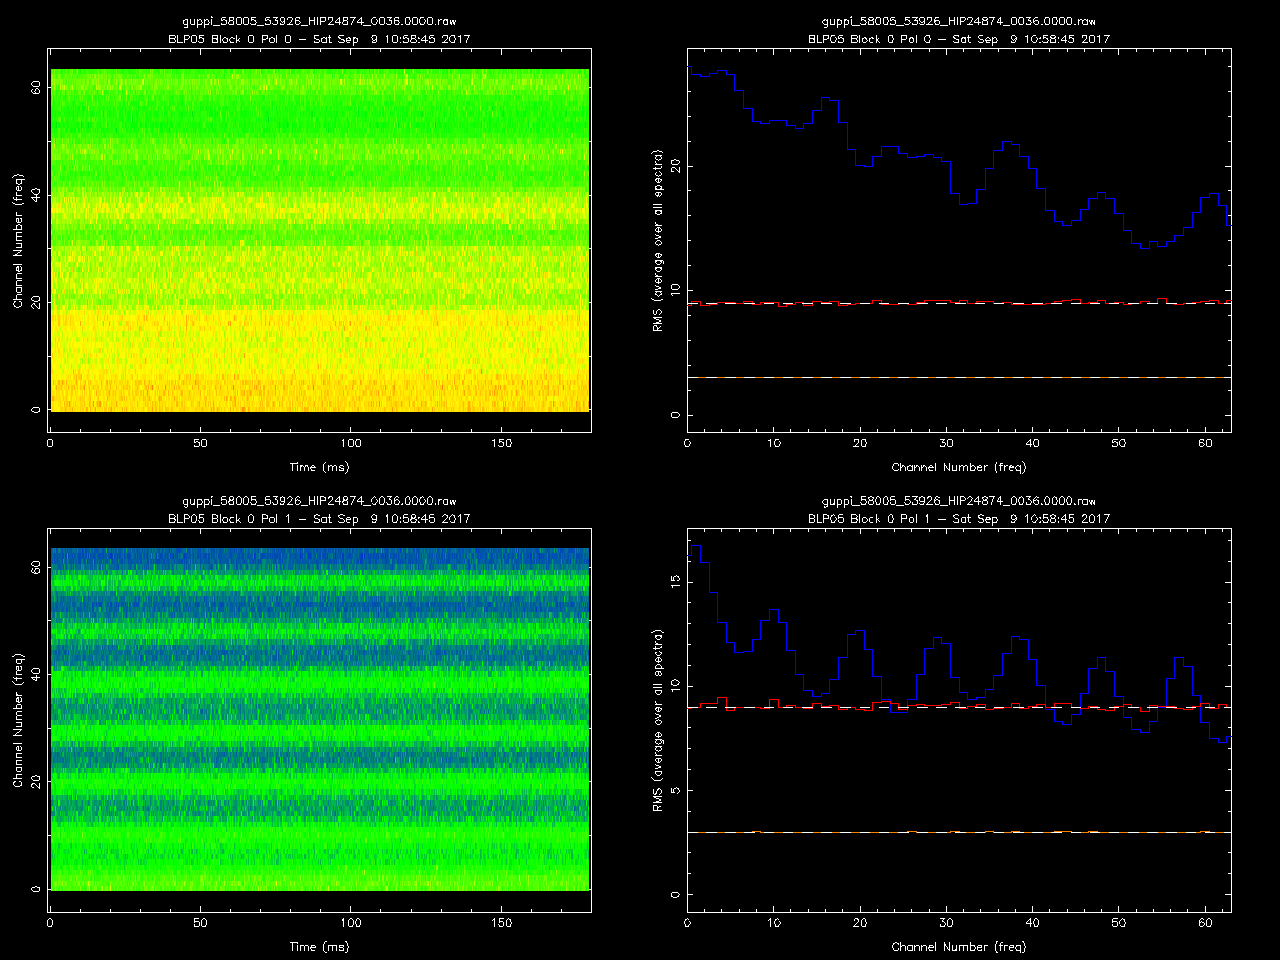 guppi_58005_53926_HIP24874_0036.0000.raw
BLP05 Block 0 Pol 0 – Sat Sep 9 10:58:45 2017
Channel Number (freq)
60
40
20
0
0 50 100 150
Time (ms)
guppi_58005_53926_HIP24874_0036.0000.raw
BLP05 Block 0 Pol 0 – Sat Sep 9 10:58:45 2017
RMS (average over all spectra)
20
10
0
0 10 20 30 40 50 60
Channel Number (freq)
guppi_58005_53926_HIP24874_0036.0000.raw
BLP05 Block 0 Pol 1 – Sat Sep 9 10:58:45 2017
Channel Number (freq)
60
40
20
0
0 50 100 150
Time (ms)
guppi_58005_53926_HIP24874_0036.0000.raw
BLP05 Block 0 Pol 1 – Sat Sep 9 10:58:45 2017
RMS (average over all spectra)
15
10
5
0
0 10 20 30 40 50 60
Channel Number (freq)